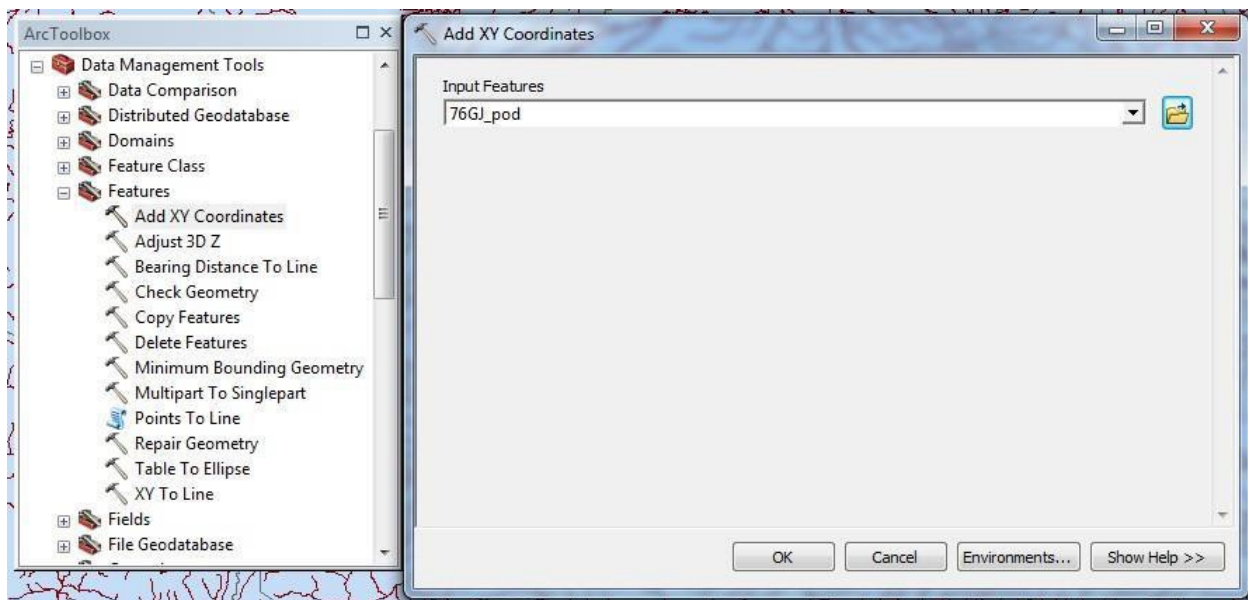 ArcToolbox
Data Management Tools
Data Comparison
Distributed Geodatabase
Domains
Feature Class
Features
Add XY Coordinates
Adjust 3D Z
Bearing Distance To Line
Check Geometry
Copy Features
Delete Features
Minimum Bounding Geometry
Multipart To Singlepart
Points To Line
Repair Geometry
Table To Ellipse
XY To Line
Fields
File Geodatabase
Add XY Coordinates
Input Features
76GJ_pod
OK Cancel Environments... Show Help >>